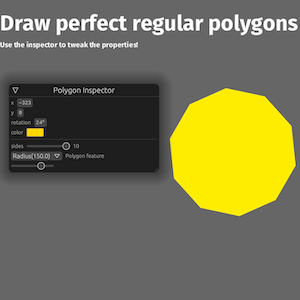 Draw perfect regular polygons
Use the inspector to tweak the properties!
Polygon Inspector
x -323
y 8
rotation 24°
color
sides 10
Radius(150.0) Polygon feature